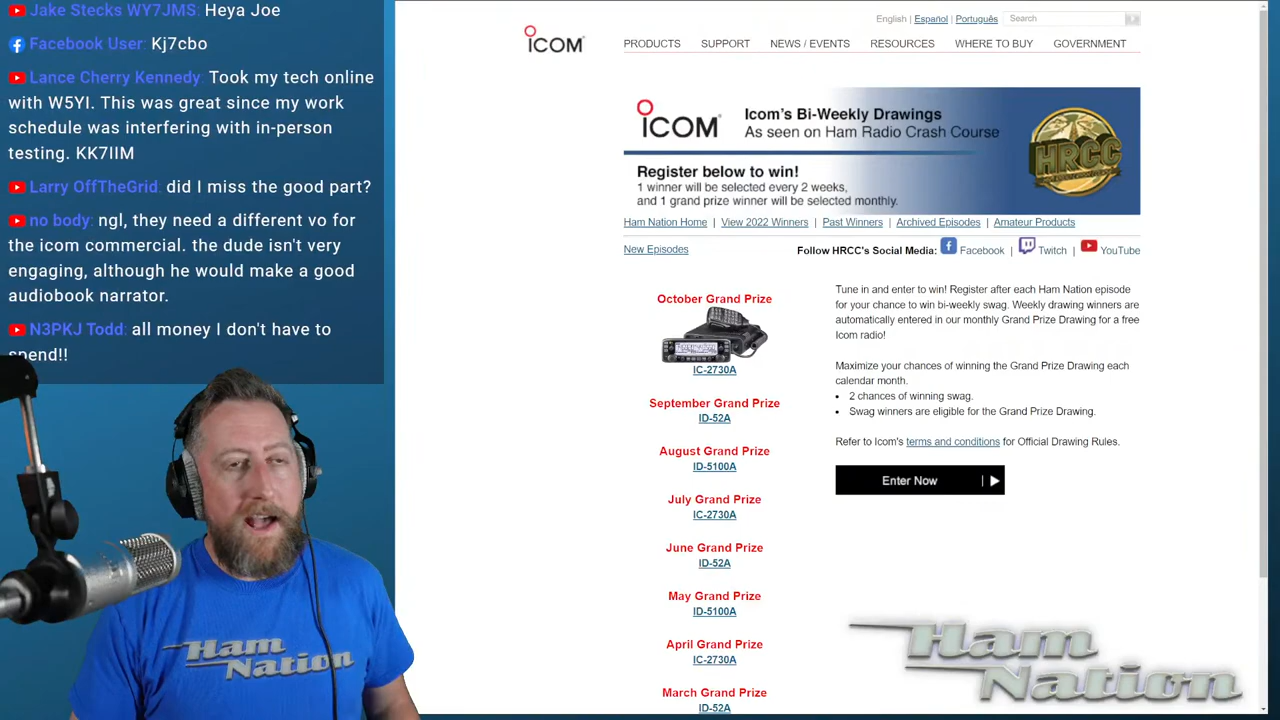 Jake Stecks WY7JMS: Heya Joe
Facebook User: Kj7cbo
Lance Cherry Kennedy: Took my tech online
with W5YI. This was great since my work
schedule was interfering with in-person
testing. KK7IIM
Larry OffTheGrid: did I miss the good part?
no body: ngl, they need a different vo for
the icom commercial. the dude isn't very
engaging, although he would make a good
audiobook narrator.
N3PKJ Todd: all money I don't have to
spend!!
HAM NATION
English | Español | Português
Search
ICOM
PRODUCTS
SUPPORT
NEWS / EVENTS
RESOURCES
WHERE TO BUY
GOVERNMENT
ICOM
Icom's Bi-Weekly Drawings
As seen on Ham Radio Crash Course
Register below to win!
1 winner will be selected every 2 weeks,
and 1 grand prize winner will be selected monthly.
HRCC
Ham Nation Home | View 2022 Winners | Past Winners | Archived Episodes | Amateur Products
New Episodes
Follow HRCC's Social Media: Facebook | Twitch | YouTube
October Grand Prize
IC-2730A
September Grand Prize
ID-52A
August Grand Prize
ID-5100A
July Grand Prize
IC-2730A
June Grand Prize
ID-52A
May Grand Prize
ID-5100A
April Grand Prize
IC-2730A
March Grand Prize
ID-52A
Tune in and enter to win! Register after each Ham Nation episode
for your chance to win bi-weekly swag. Weekly drawing winners are
automatically entered in our monthly Grand Prize Drawing for a free
Icom radio!
Maximize your chances of winning the Grand Prize Drawing each
calendar month.
• 2 chances of winning swag.
• Swag winners are eligible for the Grand Prize Drawing.
Refer to Icom's terms and conditions for Official Drawing Rules.
Enter Now
Ham
Nation